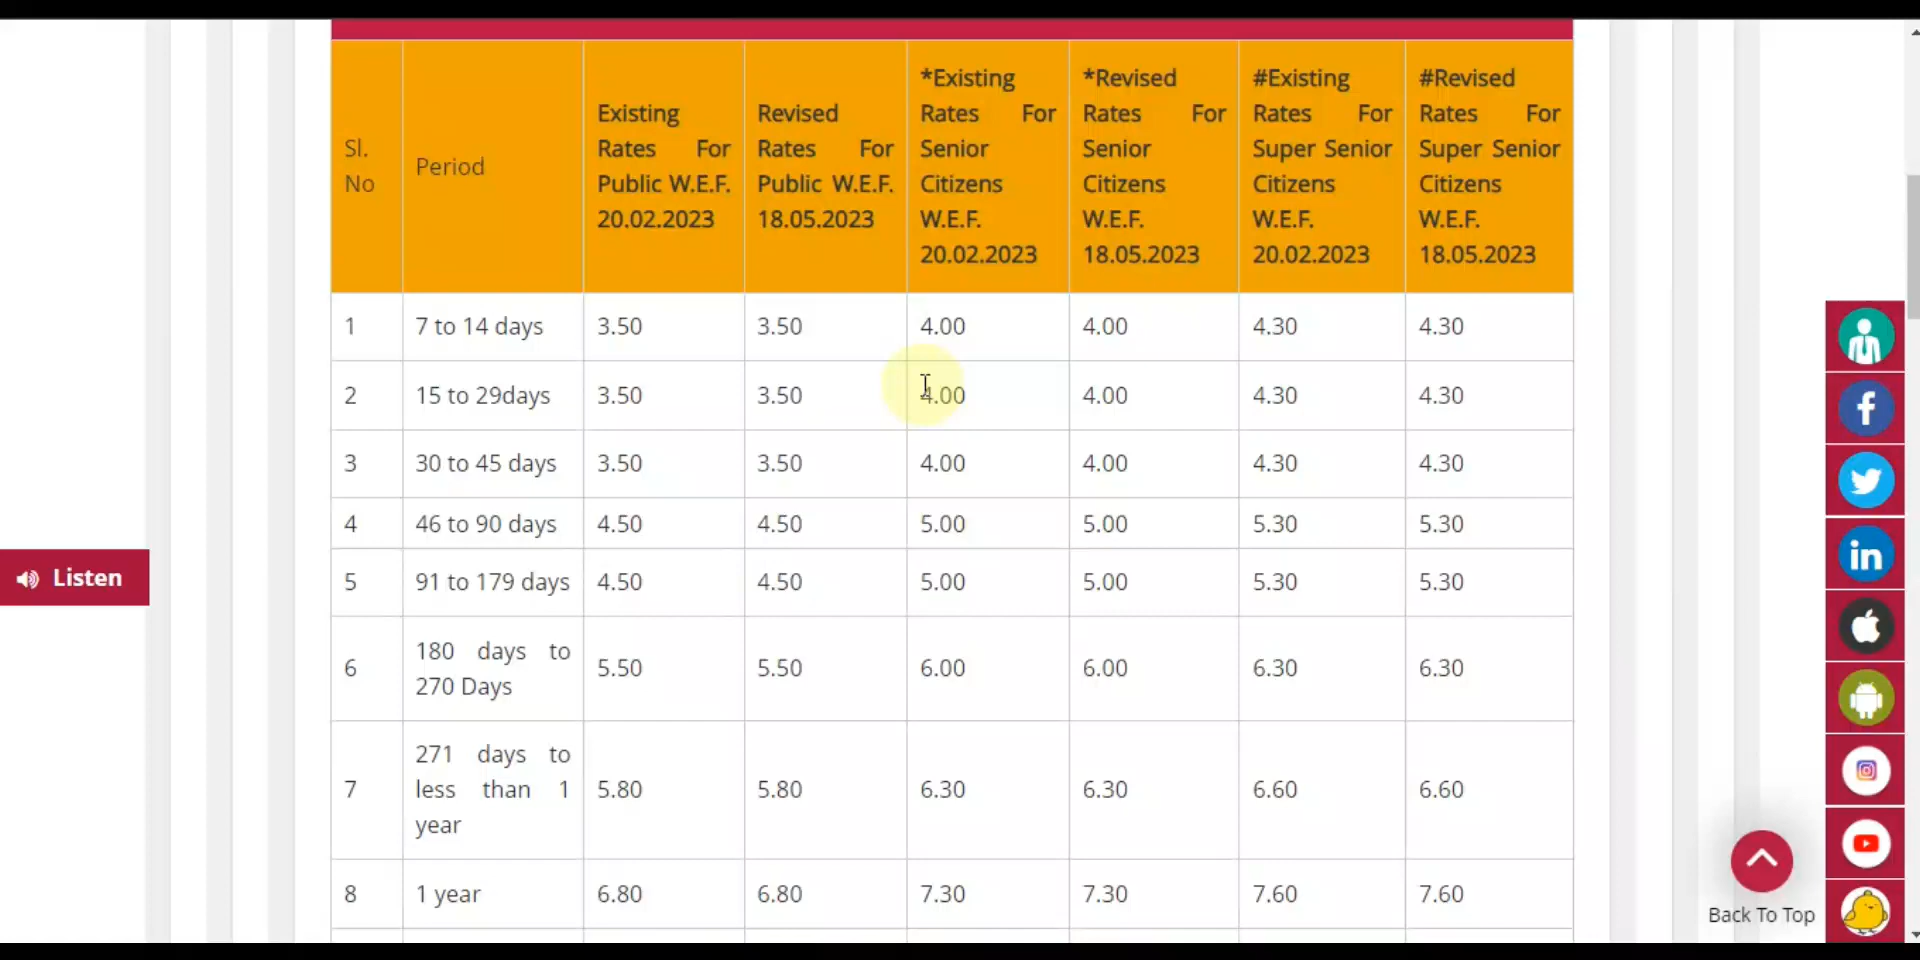 Sl. No
Period
Existing Rates For Public W.E.F. 20.02.2023
Revised Rates For Public W.E.F. 18.05.2023
*Existing Rates For Senior Citizens W.E.F. 20.02.2023
*Revised Rates For Senior Citizens W.E.F. 18.05.2023
#Existing Rates For Super Senior Citizens W.E.F. 20.02.2023
#Revised Rates For Super Senior Citizens W.E.F. 18.05.2023
1 7 to 14 days 3.50 3.50 4.00 4.00 4.30 4.30
2 15 to 29days 3.50 3.50 4.00 4.00 4.30 4.30
3 30 to 45 days 3.50 3.50 4.00 4.00 4.30 4.30
4 46 to 90 days 4.50 4.50 5.00 5.00 5.30 5.30
5 91 to 179 days 4.50 4.50 5.00 5.00 5.30 5.30
6 180 days to 270 Days 5.50 5.50 6.00 6.00 6.30 6.30
7 271 days to less than 1 year 5.80 5.80 6.30 6.30 6.60 6.60
8 1 year 6.80 6.80 7.30 7.30 7.60 7.60
Listen
f
in
Back To Top